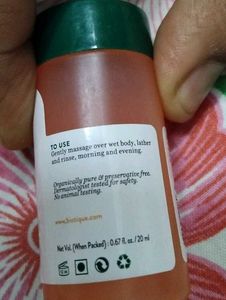 TO USE
Gently massage over wet body, lather
and rinse, morning and evening.
Organically pure & preservative free.
Dermatologist tested for safety.
No animal testing.
www.biotique.com
Net Vol. (When Packed) : 0.67 fl. oz. / 20 ml